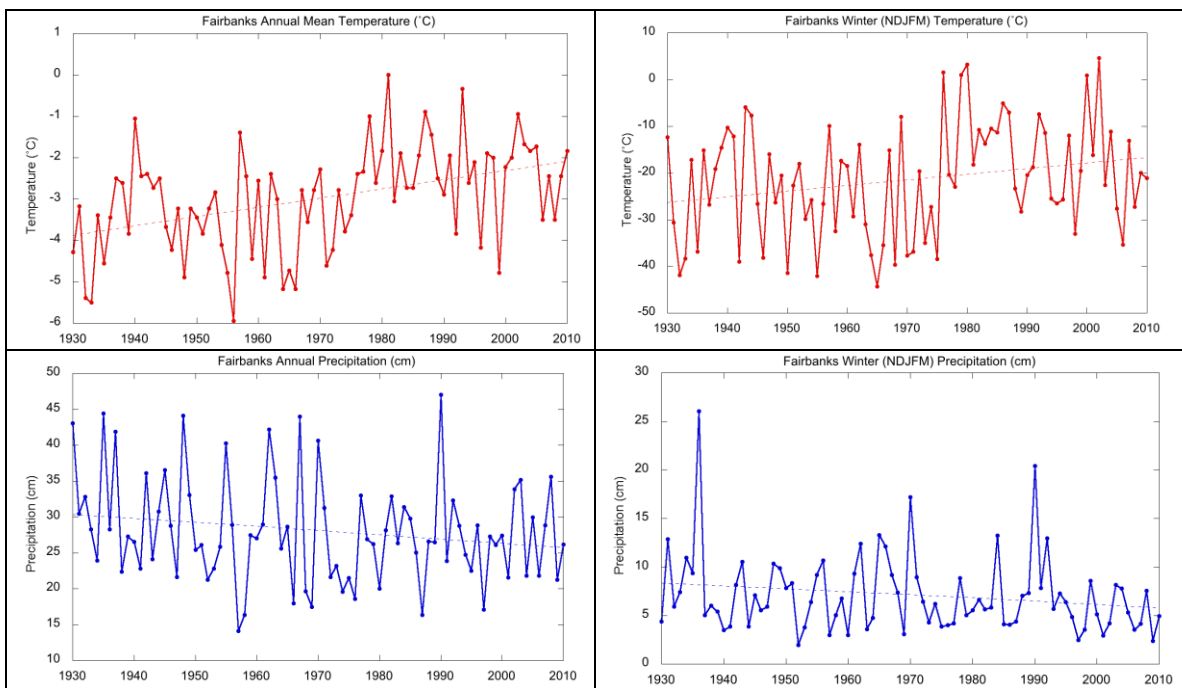 Fairbanks Annual Mean Temperature (˚C)
Temperature (˚C)
1
0
-1
-2
-3
-4
-5
-6
1930 1940 1950 1960 1970 1980 1990 2000 2010
Fairbanks Winter (NDJFM) Temperature (˚C)
Temperature (˚C)
10
0
-10
-20
-30
-40
-50
1930 1940 1950 1960 1970 1980 1990 2000 2010
Fairbanks Annual Precipitation (cm)
Precipitation (cm)
50
45
40
35
30
25
20
15
10
1930 1940 1950 1960 1970 1980 1990 2000 2010
Fairbanks Winter (NDJFM) Precipitation (cm)
Precipitation (cm)
30
25
20
15
10
5
0
1930 1940 1950 1960 1970 1980 1990 2000 2010